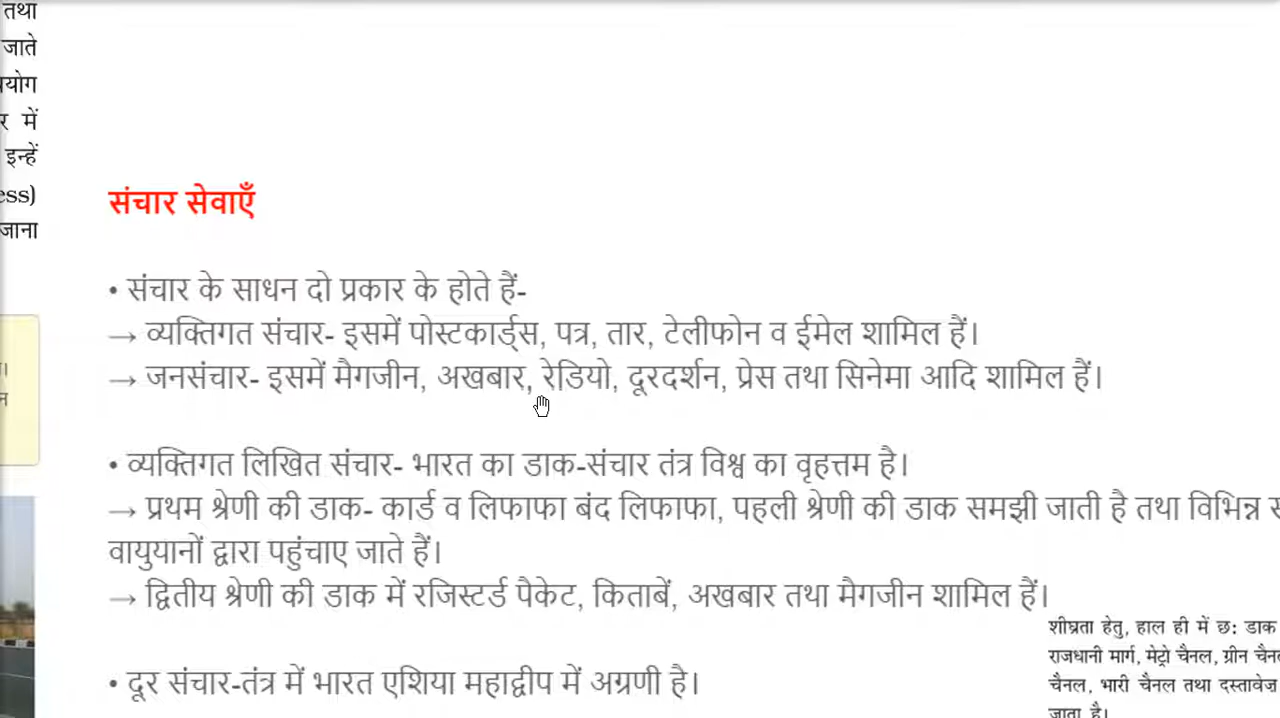 तथा
जाते
र में
इन्हें
ess)
जाना
संचार सेवाएँ
• संचार के साधन दो प्रकार के होते हैं-
→ व्यक्तिगत संचार- इसमें पोस्टकार्ड्स, पत्र, तार, टेलीफोन व ईमेल शामिल हैं।
→ जनसंचार- इसमें मैगजीन, अखबार, रेडियो, दूरदर्शन, प्रेस तथा सिनेमा आदि शामिल हैं।
• व्यक्तिगत लिखित संचार- भारत का डाक-संचार तंत्र विश्व का वृहत्तम है।
→ प्रथम श्रेणी की डाक- कार्ड व लिफाफा बंद लिफाफा, पहली श्रेणी की डाक समझी जाती है तथा विभिन्न
वायुयानों द्वारा पहुंचाए जाते हैं।
→ द्वितीय श्रेणी की डाक में रजिस्टर्ड पैकेट, किताबें, अखबार तथा मैगजीन शामिल हैं।
• दूर संचार-तंत्र में भारत एशिया महाद्वीप में अग्रणी है।
शीघ्रता हेतु, हाल ही में छ: डाक
राजधानी मार्ग, मेट्रो चैनल, ग्रीन
चैनल, भारी चैनल तथा दस्तावेज़
जाता है।